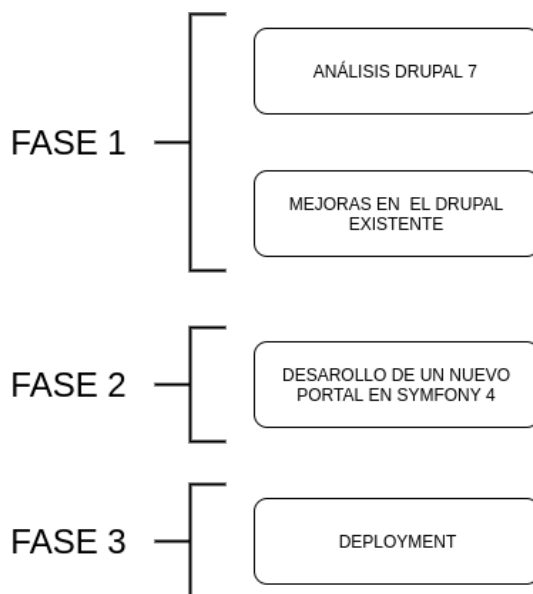 FASE 1
ANÁLISIS DRUPAL 7
MEJORAS EN EL DRUPAL
EXISTENTE
FASE 2
DESAROLLO DE UN NUEVO
PORTAL EN SYMFONY 4
FASE 3
DEPLOYMENT